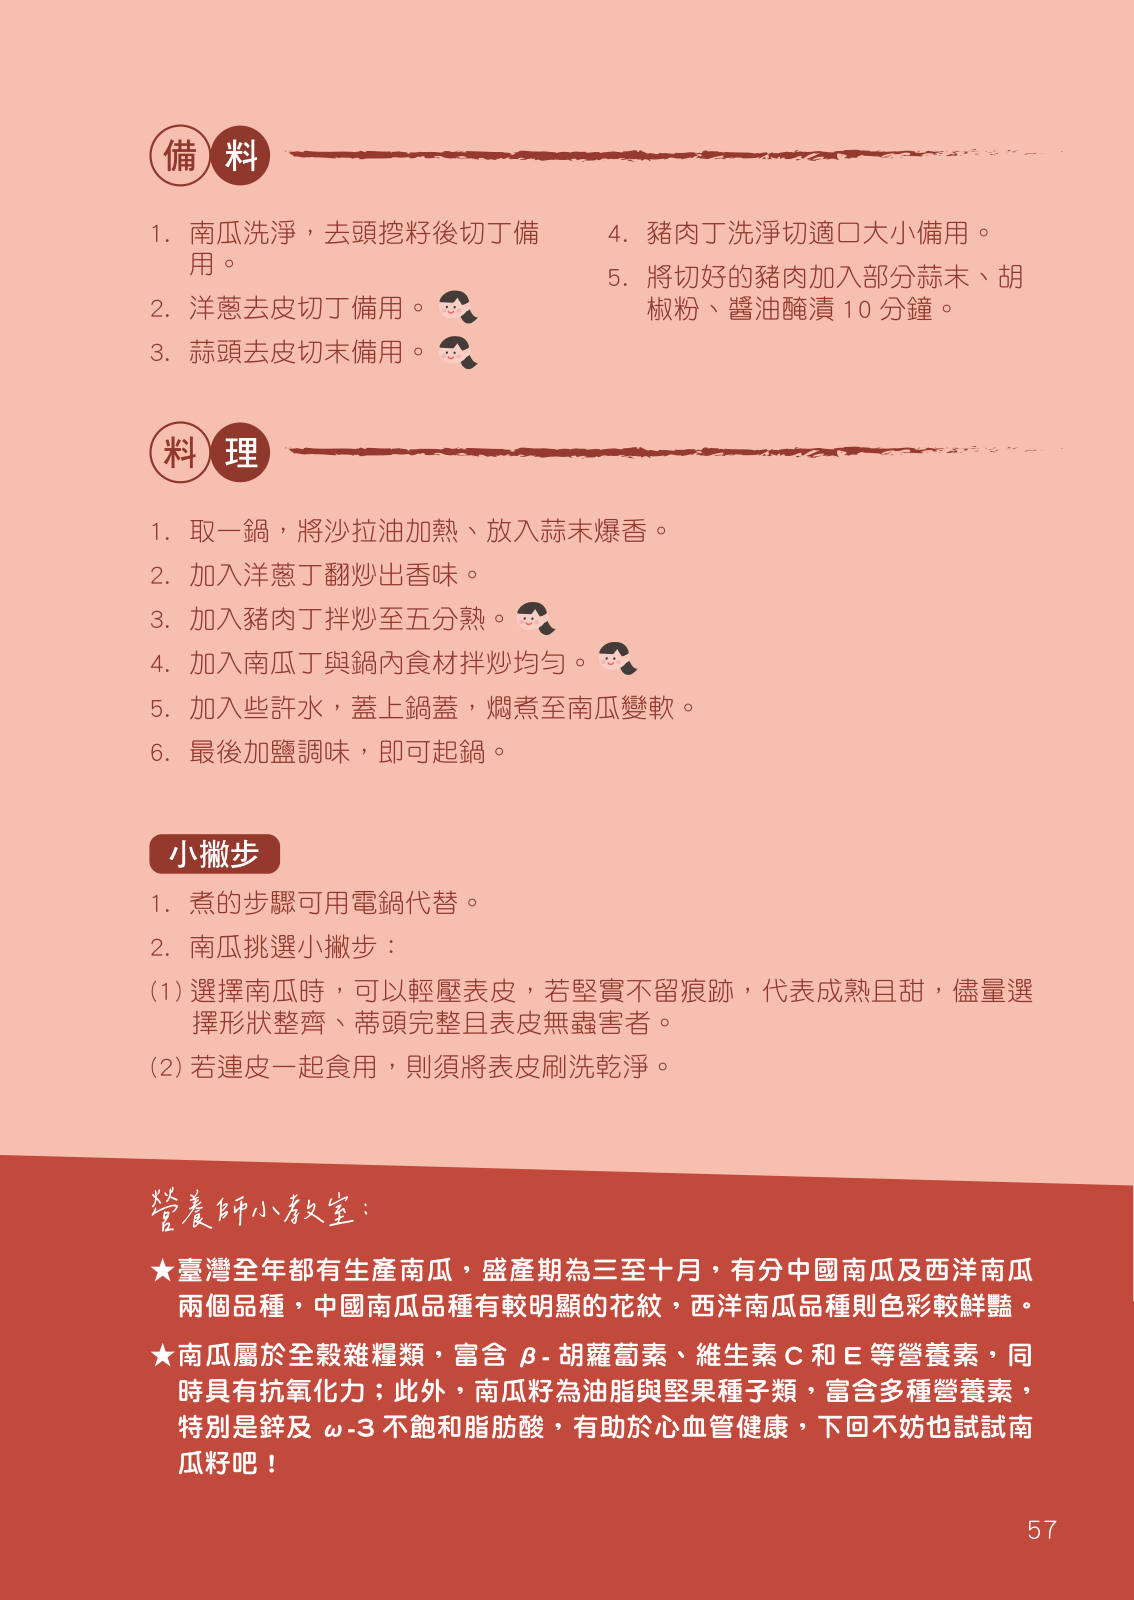 備料
1. 南瓜洗淨，去頭挖籽後切丁備
用。
2. 洋蔥去皮切丁備用。
3. 蒜頭去皮切末備用。
4. 豬肉丁洗淨切適口大小備用。
5. 將切好的豬肉加入部分蒜末、胡
椒粉、醬油醃漬 10 分鐘。
料理
1. 取一鍋，將沙拉油加熱、放入蒜末爆香。
2. 加入洋蔥丁翻炒出香味。
3. 加入豬肉丁拌炒至五分熟。
4. 加入南瓜丁與鍋內食材拌炒均勻。
5. 加入些許水，蓋上鍋蓋，燜煮至南瓜變軟。
6. 最後加鹽調味，即可起鍋。
小撇步
1. 煮的步驟可用電鍋代替。
2. 南瓜挑選小撇步：
(1) 選擇南瓜時，可以輕壓表皮，若堅實不留痕跡，代表成熟且甜，儘量選
擇形狀整齊、蒂頭完整且表皮無蟲害者。
(2) 若連皮一起食用，則須將表皮刷洗乾淨。
營養師小教室：
★臺灣全年都有生產南瓜，盛產期為三至十月，有分中國南瓜及西洋南瓜
兩個品種，中國南瓜品種有較明顯的花紋，西洋南瓜品種則色彩較鮮豔。
★南瓜屬於全榖雜糧類，富含 β- 胡蘿蔔素、維生素 C 和 E 等營養素，同
時具有抗氧化力；此外，南瓜籽為油脂與堅果種子類，富含多種營養素，
特別是鋅及 ω-3 不飽和脂肪酸，有助於心血管健康，下回不妨也試試南
瓜籽吧！
57